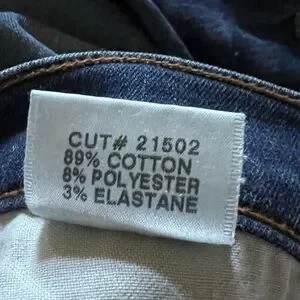 CUT# 21502
89% COTTON
8% POLYESTER
3% ELASTANE